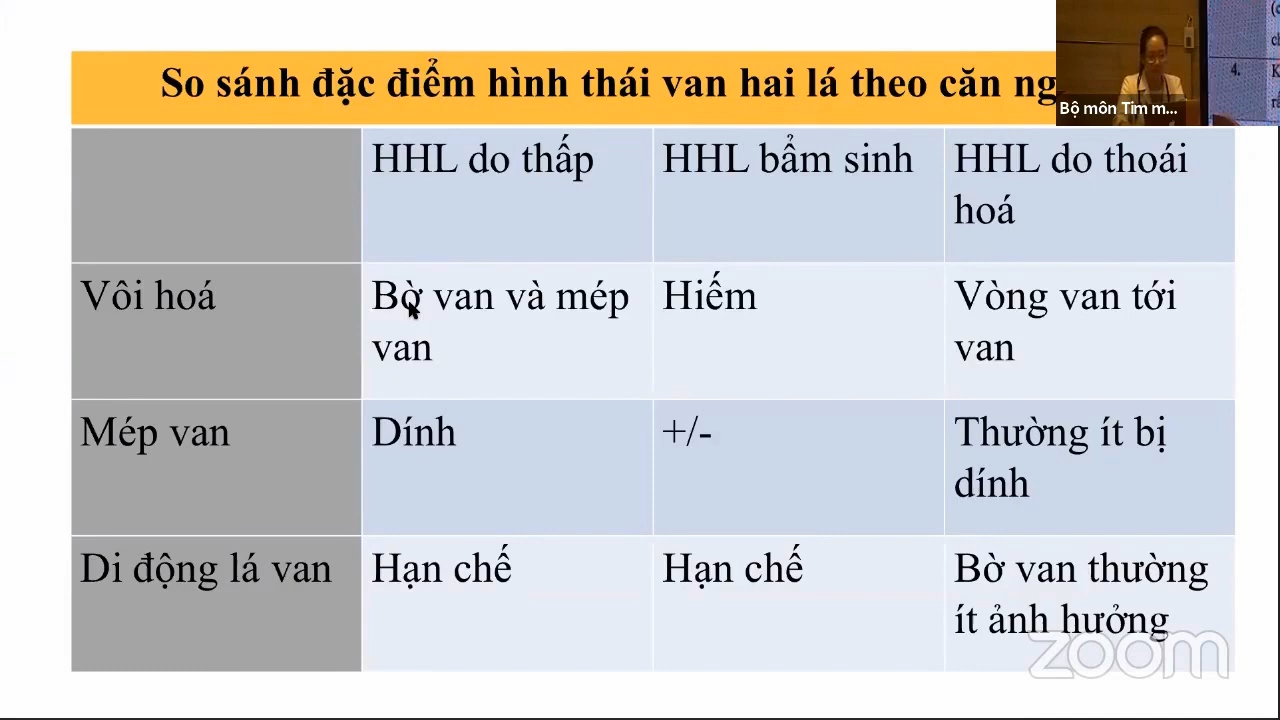 So sánh đặc điểm hình thái van hai lá theo căn ng
Bộ môn Tim m...
4.
HHL do thấp
HHL bẩm sinh
HHL do thoái
hoá
Vôi hoá
Bờ van và mép
van
Hiếm
Vòng van tới
van
Mép van
Dính
+/-
Thường ít bị
dính
Di động lá van
Hạn chế
Hạn chế
Bờ van thường
ít ảnh hưởng
zoom